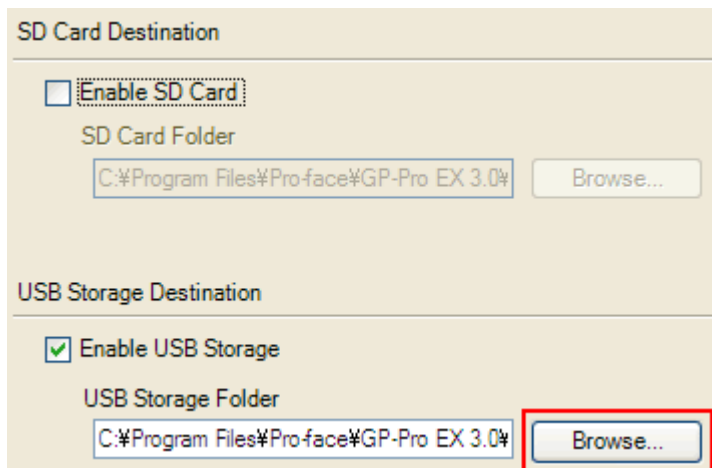 SD Card Destination
Enable SD Card
SD Card Folder
C:¥Program Files¥Pro-face¥GP-Pro EX 3.0¥ Browse...
USB Storage Destination
Enable USB Storage
USB Storage Folder
C:¥Program Files¥Pro-face¥GP-Pro EX 3.0¥ Browse...